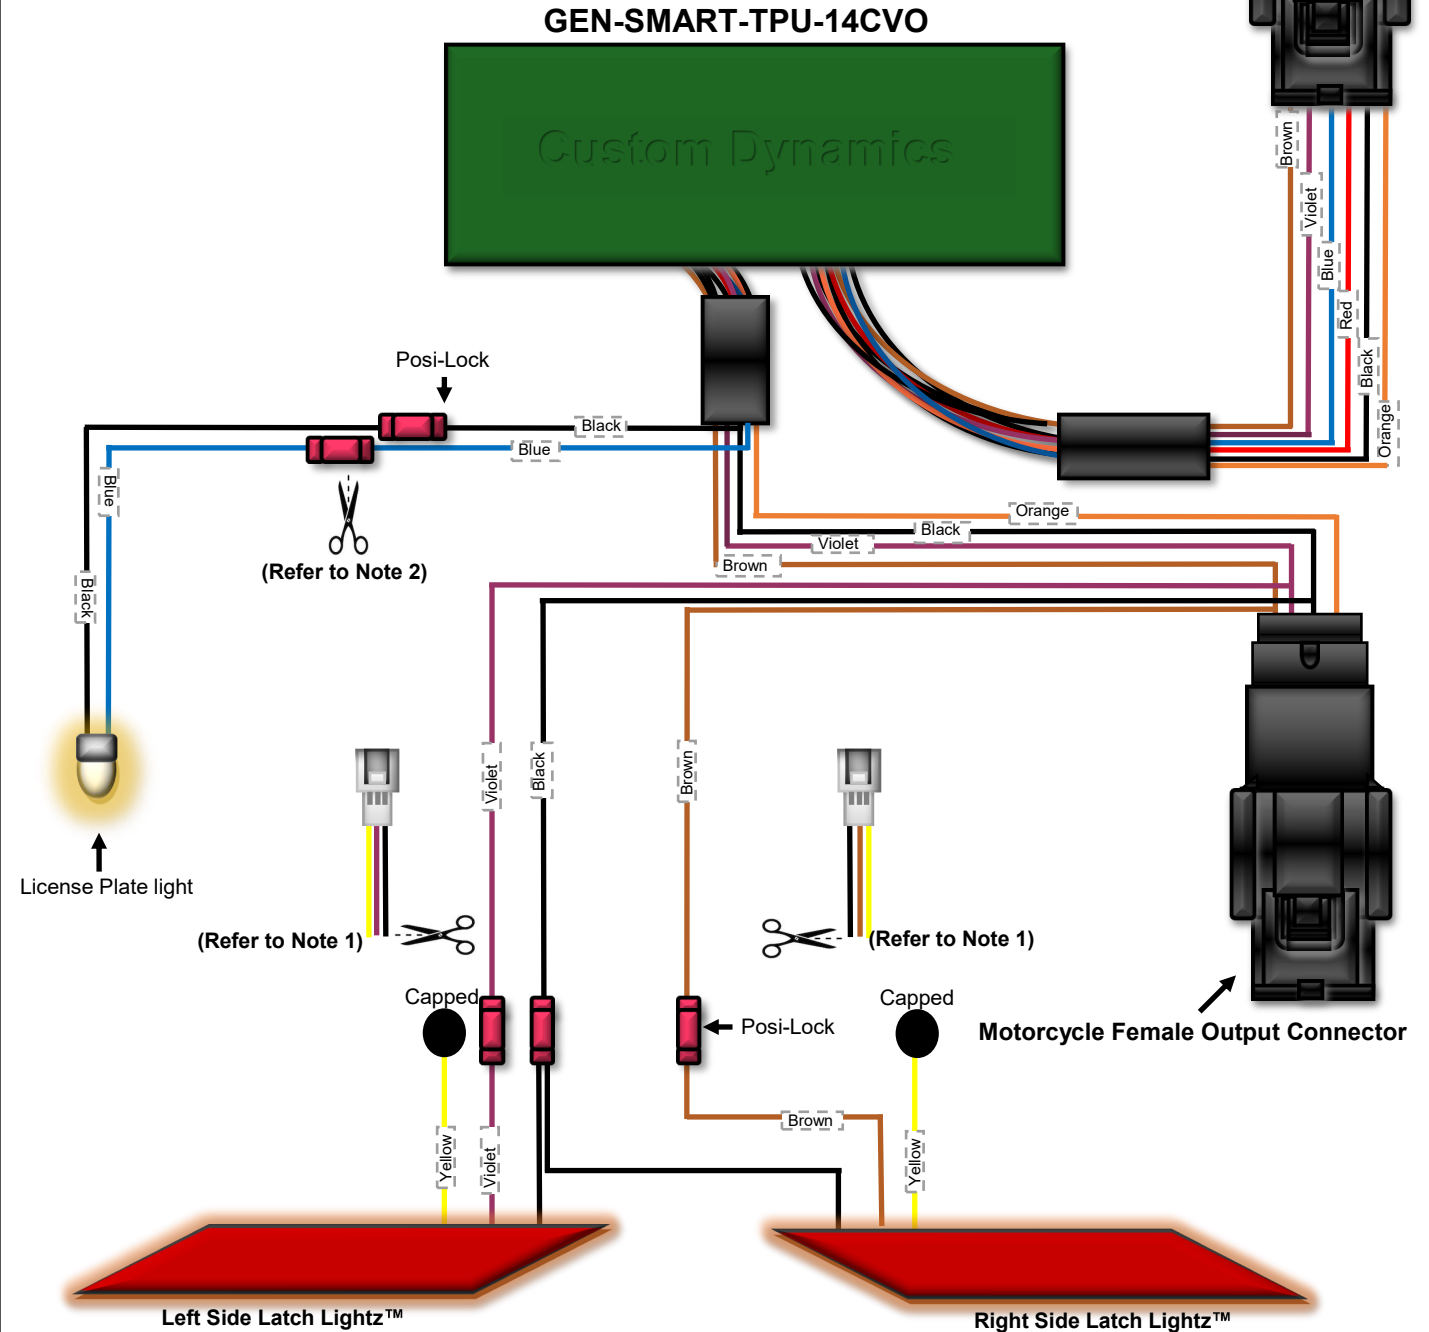 GEN-SMART-TPU-14CVO
Custom Dynamics
Brown
Violet
Blue
Red
Black
Orange
Posi-Lock
Black
Blue
Blue
Black
(Refer to Note 2)
Orange
Black
Violet
Brown
License Plate light
Violet
Black
Brown
(Refer to Note 1)
(Refer to Note 1)
Capped
Posi-Lock
Capped
Motorcycle Female Output Connector
Yellow
Violet
Brown
Yellow
Left Side Latch Lightz™
Right Side Latch Lightz™